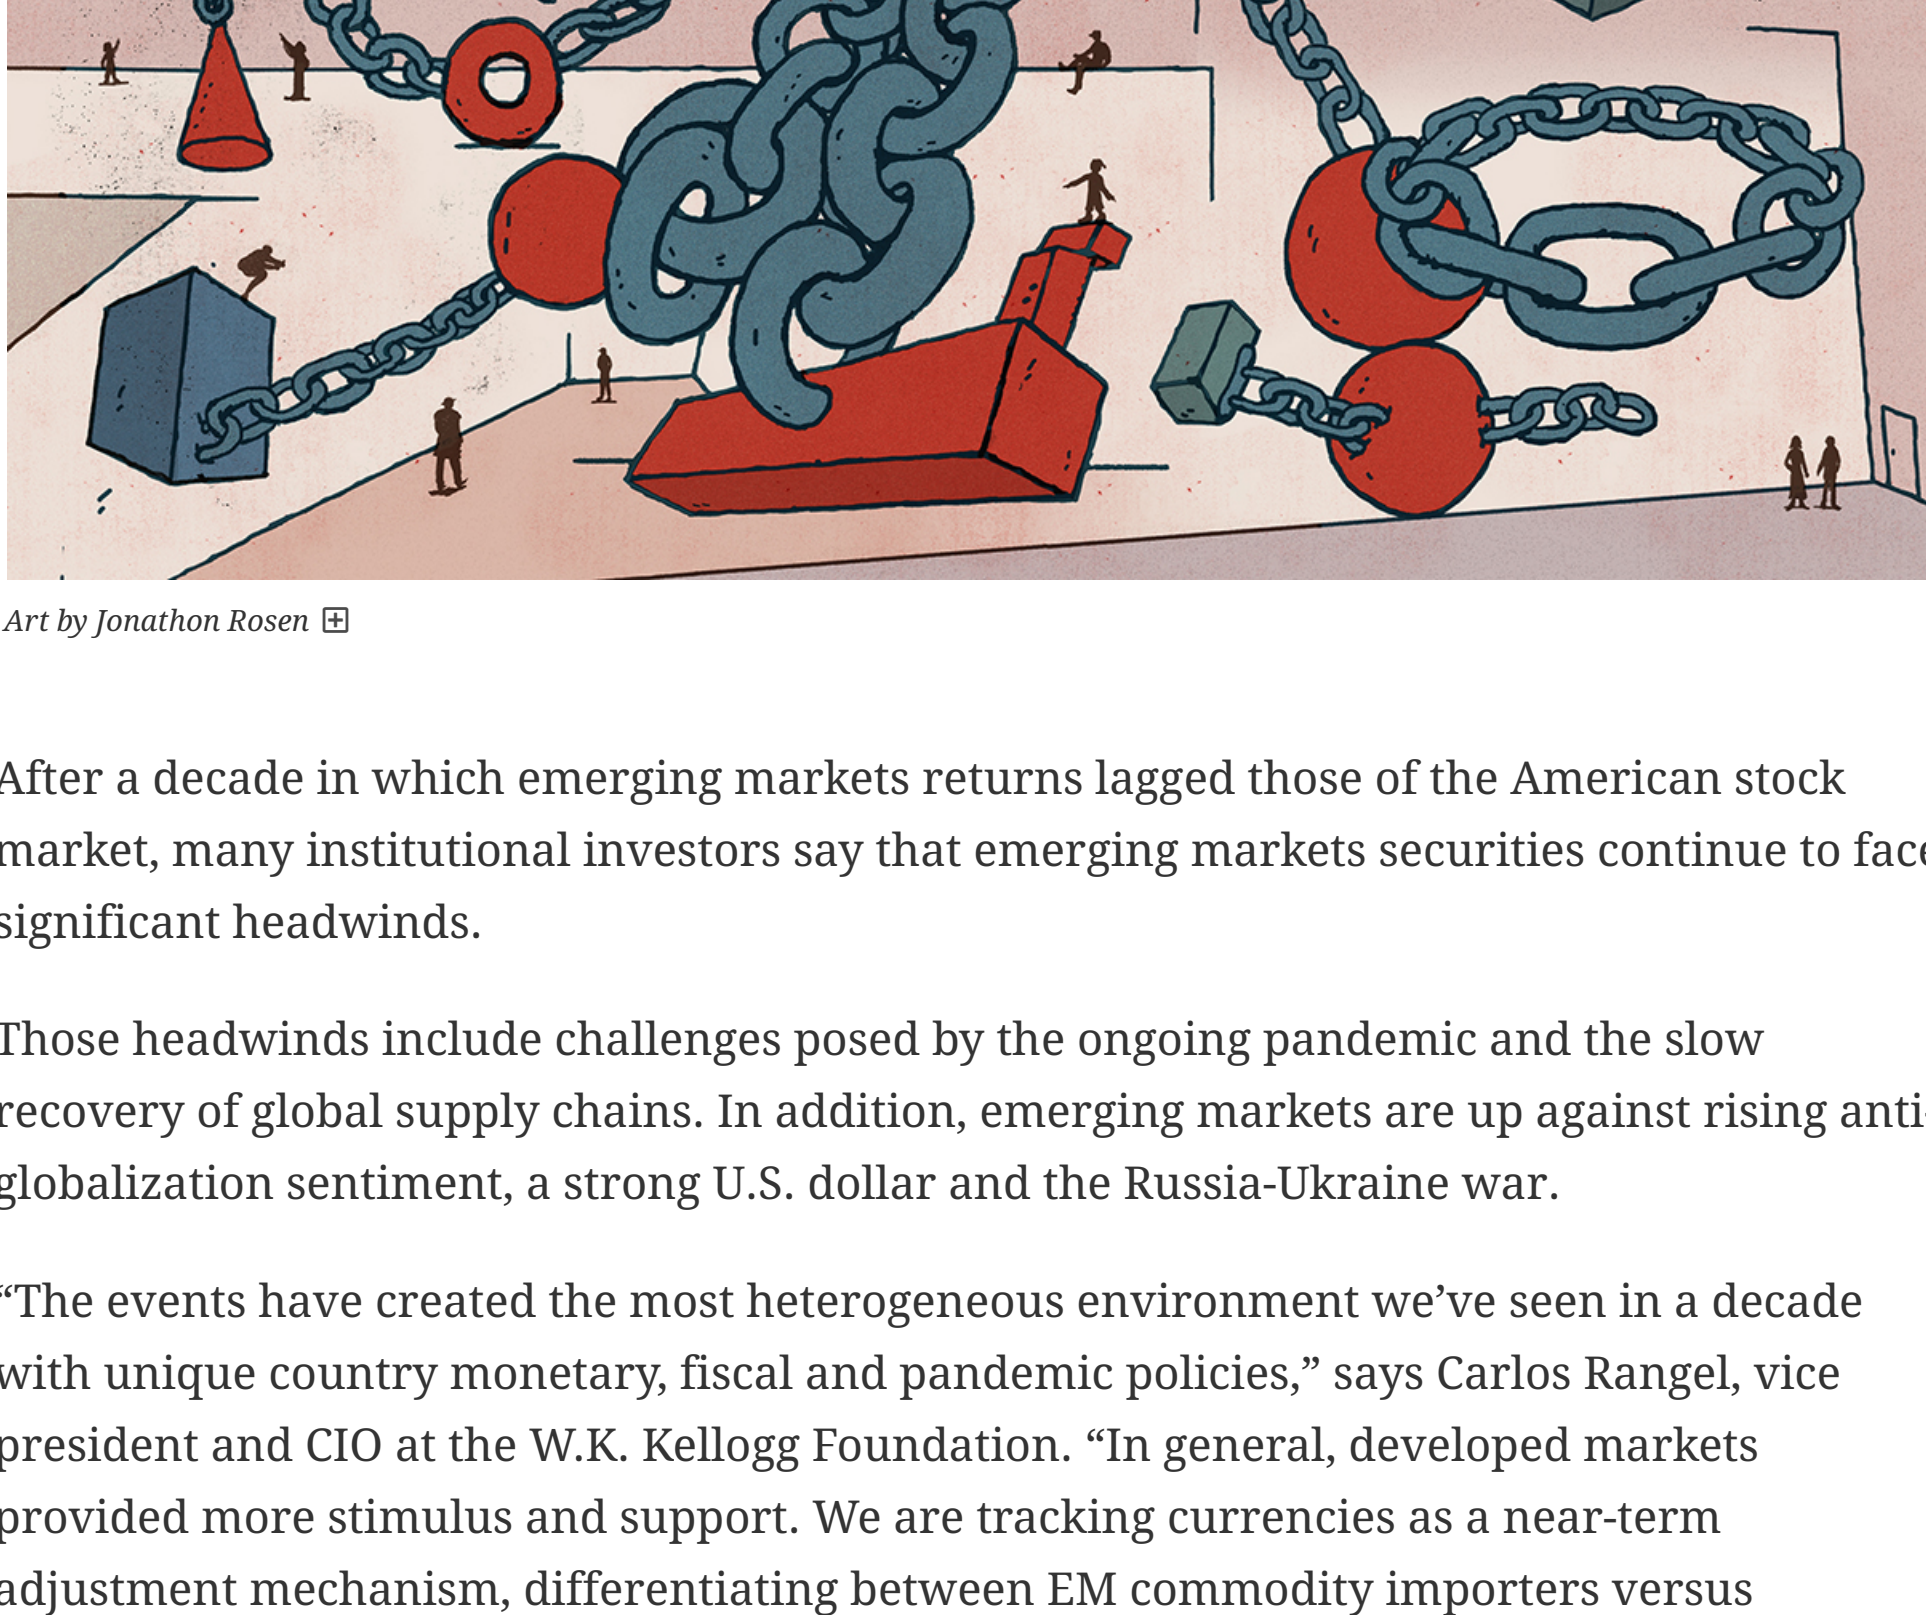 Art by Jonathon Rosen
After a decade in which emerging markets returns lagged those of the American stock
market, many institutional investors say that emerging markets securities continue to face
significant headwinds.
Those headwinds include challenges posed by the ongoing pandemic and the slow
recovery of global supply chains. In addition, emerging markets are up against rising anti-
globalization sentiment, a strong U.S. dollar and the Russia-Ukraine war.
“The events have created the most heterogeneous environment we’ve seen in a decade
with unique country monetary, fiscal and pandemic policies,” says Carlos Rangel, vice
president and CIO at the W.K. Kellogg Foundation. “In general, developed markets
provided more stimulus and support. We are tracking currencies as a near-term
adjustment mechanism, differentiating between EM commodity importers versus